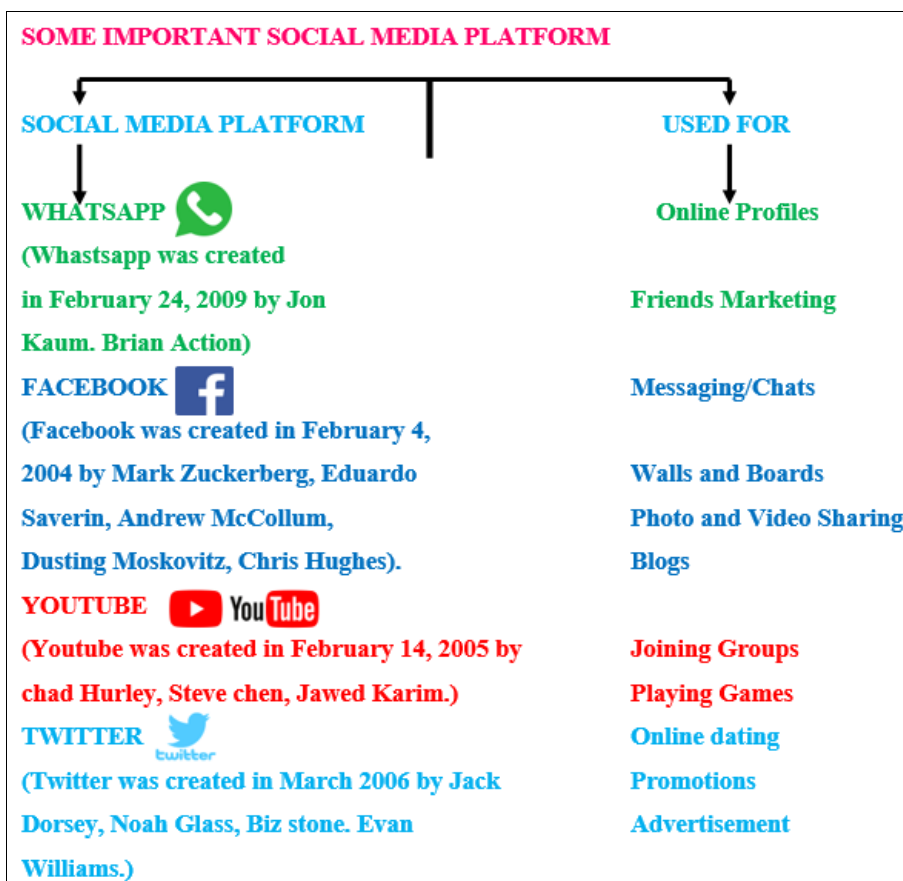 SOME IMPORTANT SOCIAL MEDIA PLATFORM
SOCIAL MEDIA PLATFORM USED FOR
WHATSAPP Online Profiles
(Whastsapp was created
in February 24, 2009 by Jon Friends Marketing
Kaum. Brian Action)
FACEBOOK f Messaging/Chats
(Facebook was created in February 4,
2004 by Mark Zuckerberg, Eduardo Walls and Boards
Saverin, Andrew McCollum, Photo and Video Sharing
Dusting Moskovitz, Chris Hughes). Blogs
YOUTUBE YouTube
(Youtube was created in February 14, 2005 by Joining Groups
chad Hurley, Steve chen, Jawed Karim.) Playing Games
TWITTER twitter Online dating
(Twitter was created in March 2006 by Jack Promotions
Dorsey, Noah Glass, Biz stone. Evan Advertisement
Williams.)